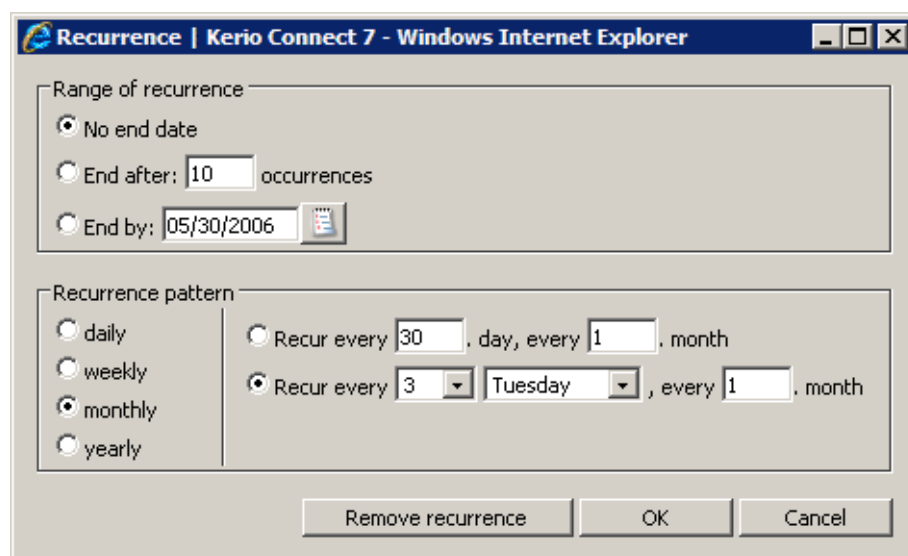 Recurrence | Kerio Connect 7 - Windows Internet Explorer
Range of recurrence
No end date
End after: 10 occurrences
End by: 05/30/2006
Recurrence pattern
daily
weekly
monthly
yearly
Recur every 30 . day, every 1 . month
Recur every 3 Tuesday , every 1 . month
Remove recurrence
OK
Cancel